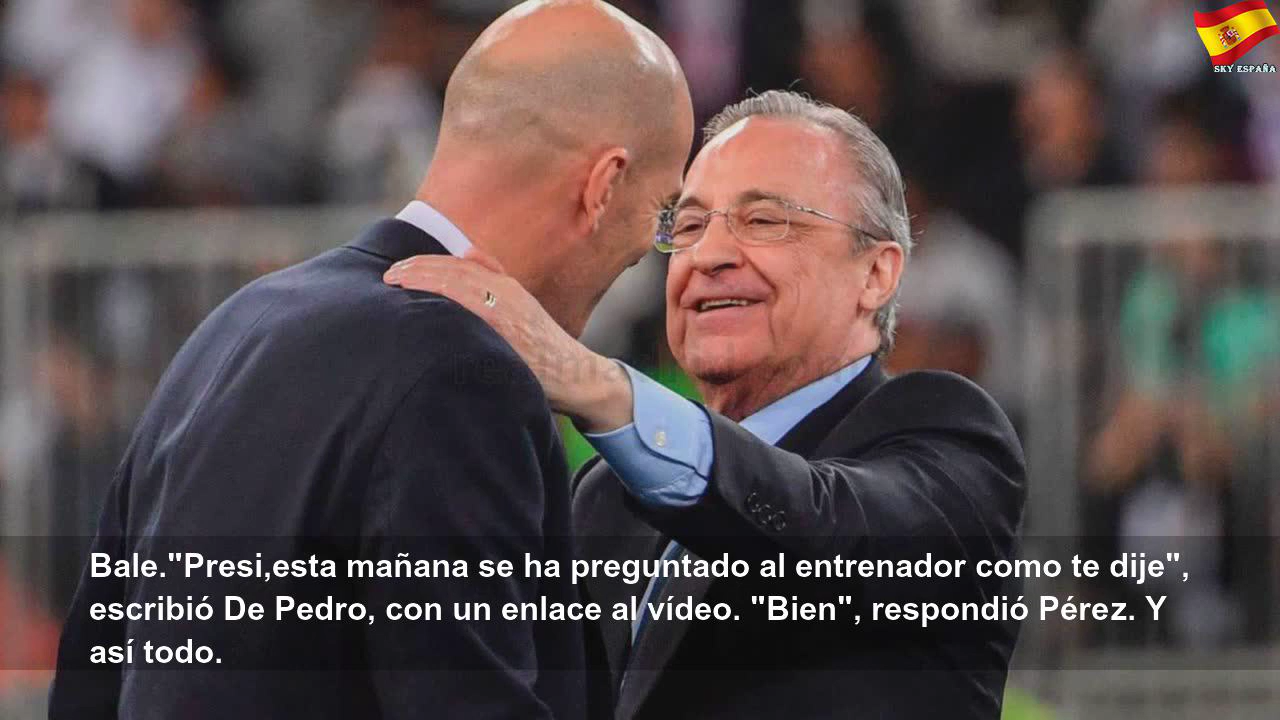 SKY ESPAÑA
Bale."Presi,esta mañana se ha preguntado al entrenador como te dije",
escribió De Pedro, con un enlace al vídeo. "Bien", respondió Pérez. Y
así todo.